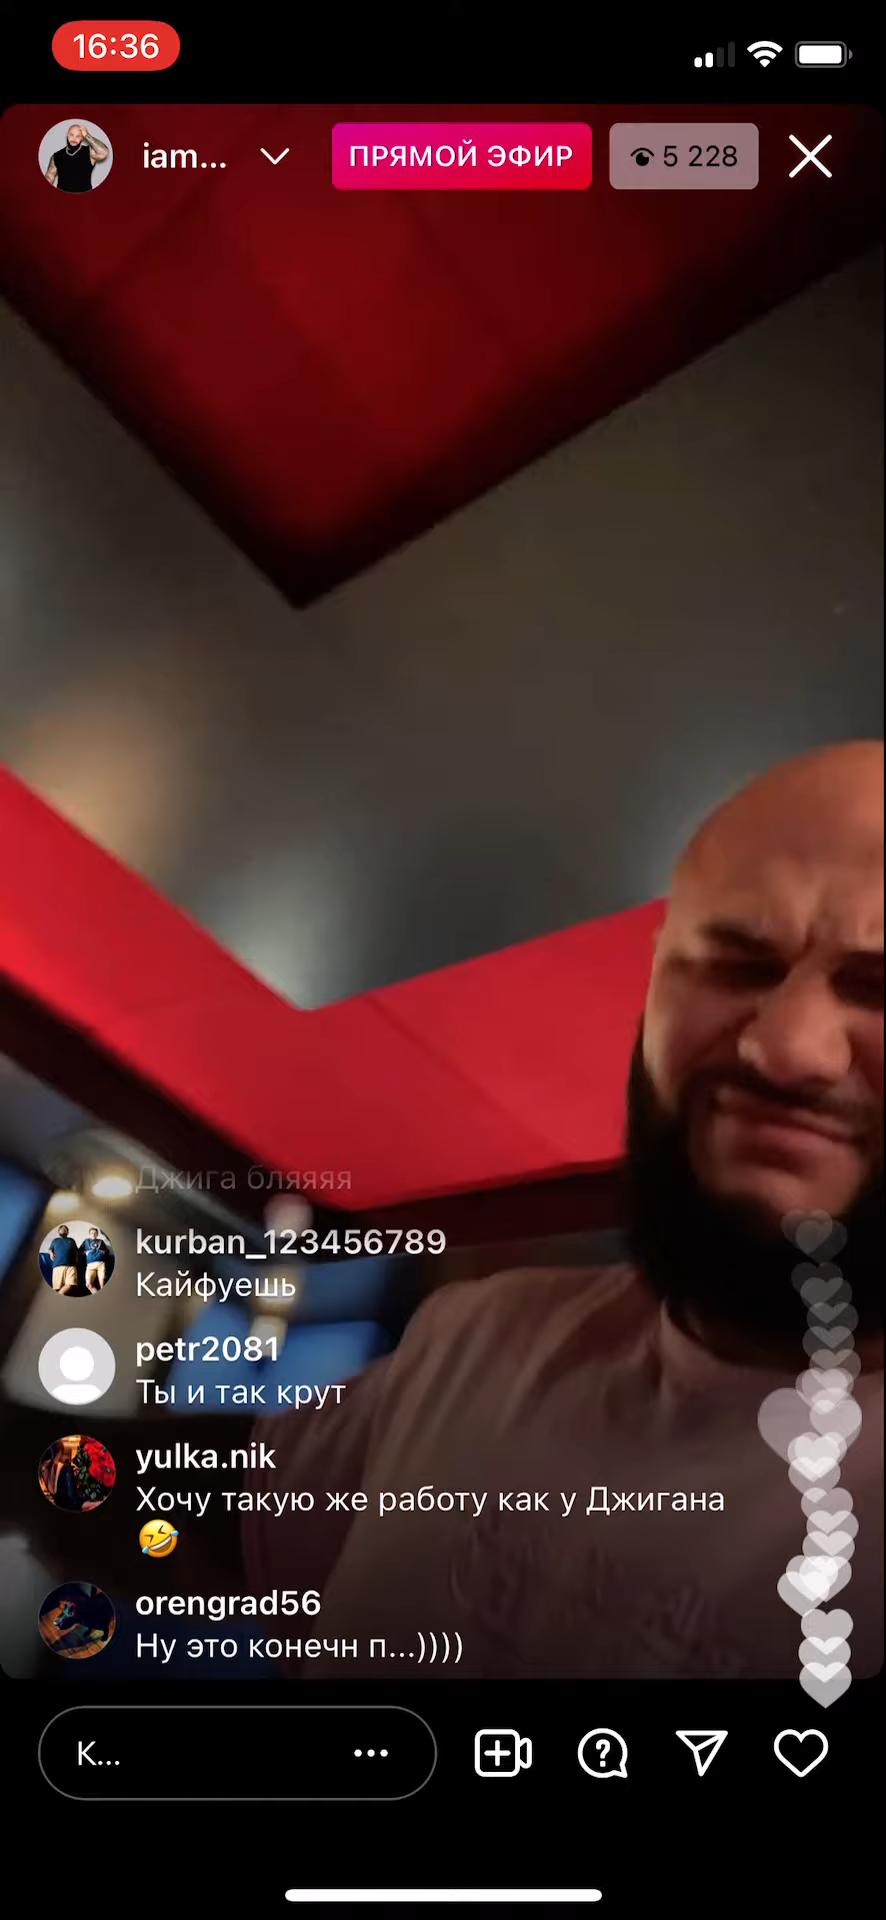 16:36
iam...
ПРЯМОЙ ЭФИР
5 228
Джига бляяяя
kurban_123456789
Кайфуешь
petr2081
Ты и так крут
yulka.nik
Хочу такую же работу как у Джигана
🤣
orengrad56
Ну это конечн п...))))
К...